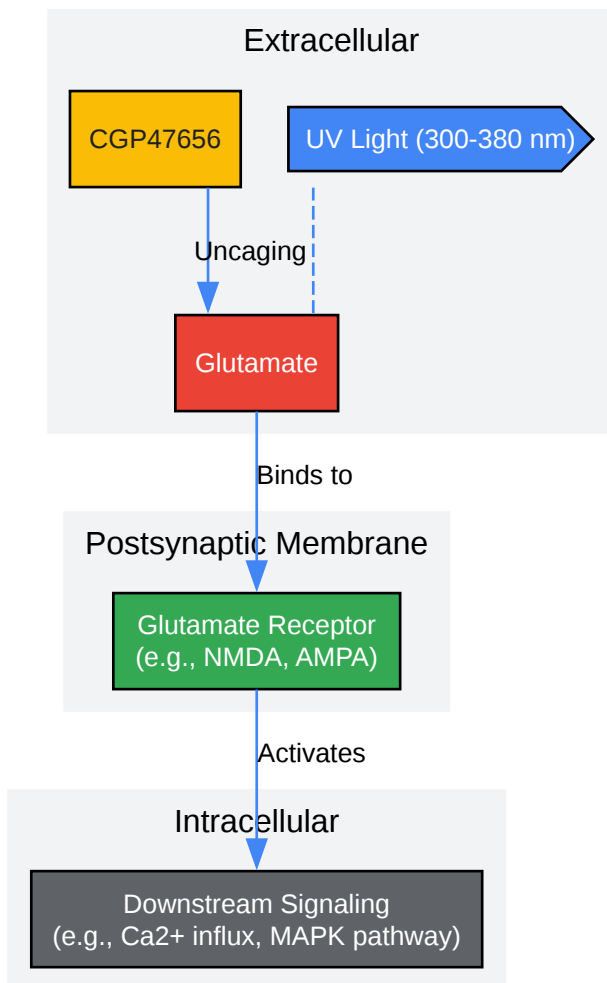 Extracellular
CGP47656
UV Light (300-380 nm)
Uncaging
Glutamate
Binds to
Postsynaptic Membrane
Glutamate Receptor
(e.g., NMDA, AMPA)
Activates
Intracellular
Downstream Signaling
(e.g., Ca2+ influx, MAPK pathway)